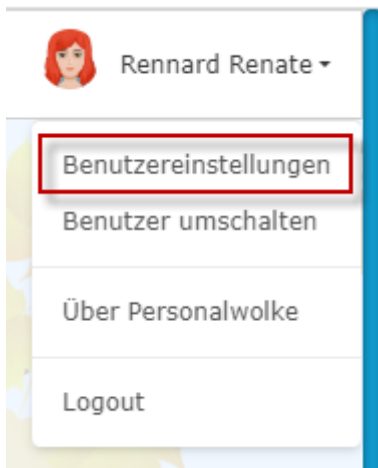 Rennard Renate
Benutzereinstellungen
Benutzer umschalten
Über Personalwolke
Logout